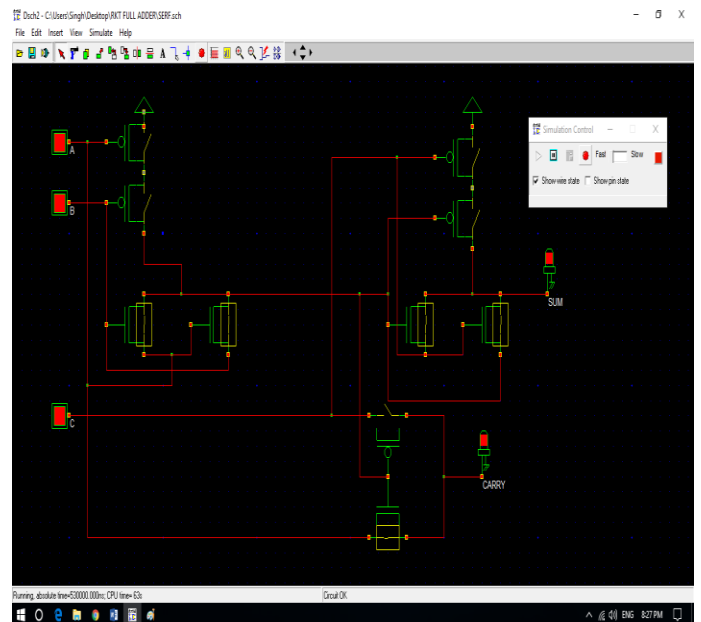 Dsch2 - C:\Users\Singh\Desktop\RKT FULL ADDER\SERF.sch
File Edit Insert View Simulate Help
Simulation Control
Fast Slow
Show wire state Show pin state
A
B
SUM
C
CARRY
Running, absolute time=530000.000ns; CPU time= 63s Circuit OK
ENG 8:27 PM